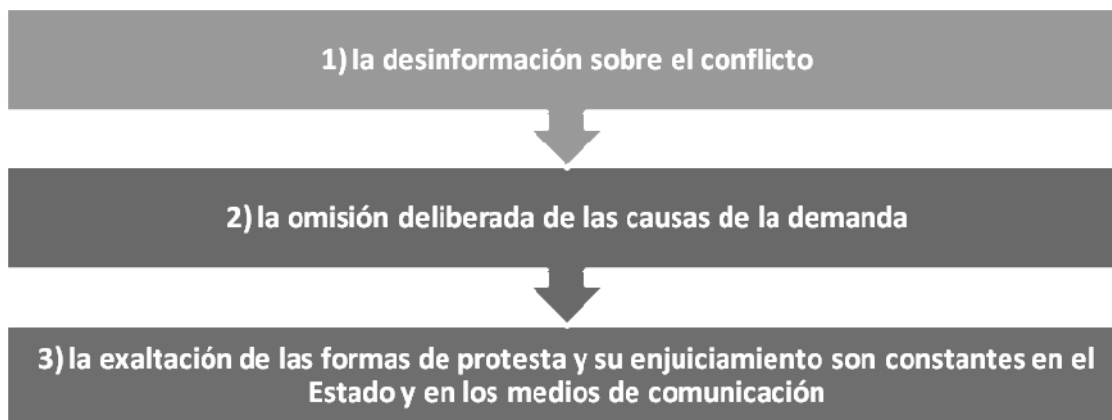 1) la desinformación sobre el conflicto
2) la omisión deliberada de las causas de la demanda
3) la exaltación de las formas de protesta y su enjuiciamiento son constantes en el
Estado y en los medios de comunicación